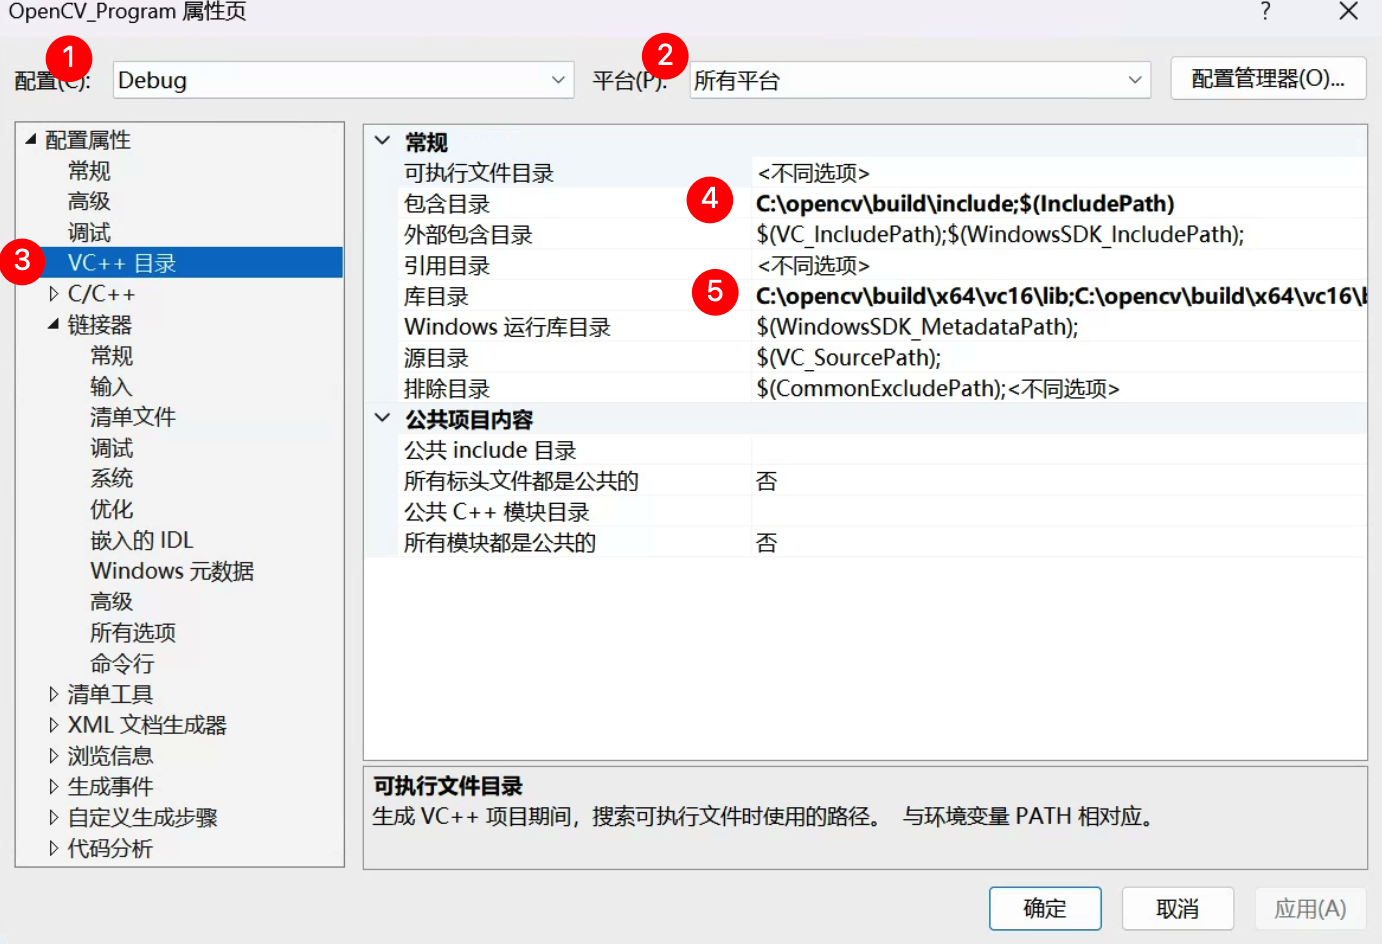 OpenCV_Program 属性页
?
1
2
配置(C):
Debug
平台(P):
所有平台
配置管理器(O)...
配置属性
常规
高级
调试
3
VC++ 目录
C/C++
链接器
常规
输入
清单文件
调试
系统
优化
嵌入的 IDL
Windows 元数据
高级
所有选项
命令行
清单工具
XML 文档生成器
浏览信息
生成事件
自定义生成步骤
代码分析
常规
可执行文件目录 <不同选项>
包含目录 4 C:\opencv\build\include;$(IncludePath)
外部包含目录 $(VC_IncludePath);$(WindowsSDK_IncludePath);
引用目录 <不同选项>
库目录 5 C:\opencv\build\x64\vc16\lib;C:\opencv\build\x64\vc16\
Windows 运行库目录 $(WindowsSDK_MetadataPath);
源目录 $(VC_SourcePath);
排除目录 $(CommonExcludePath);<不同选项>
公共项目内容
公共 include 目录
所有标头文件都是公共的 否
公共 C++ 模块目录
所有模块都是公共的 否
可执行文件目录
生成 VC++ 项目期间，搜索可执行文件时使用的路径。 与环境变量 PATH 相对应。
确定
取消
应用(A)